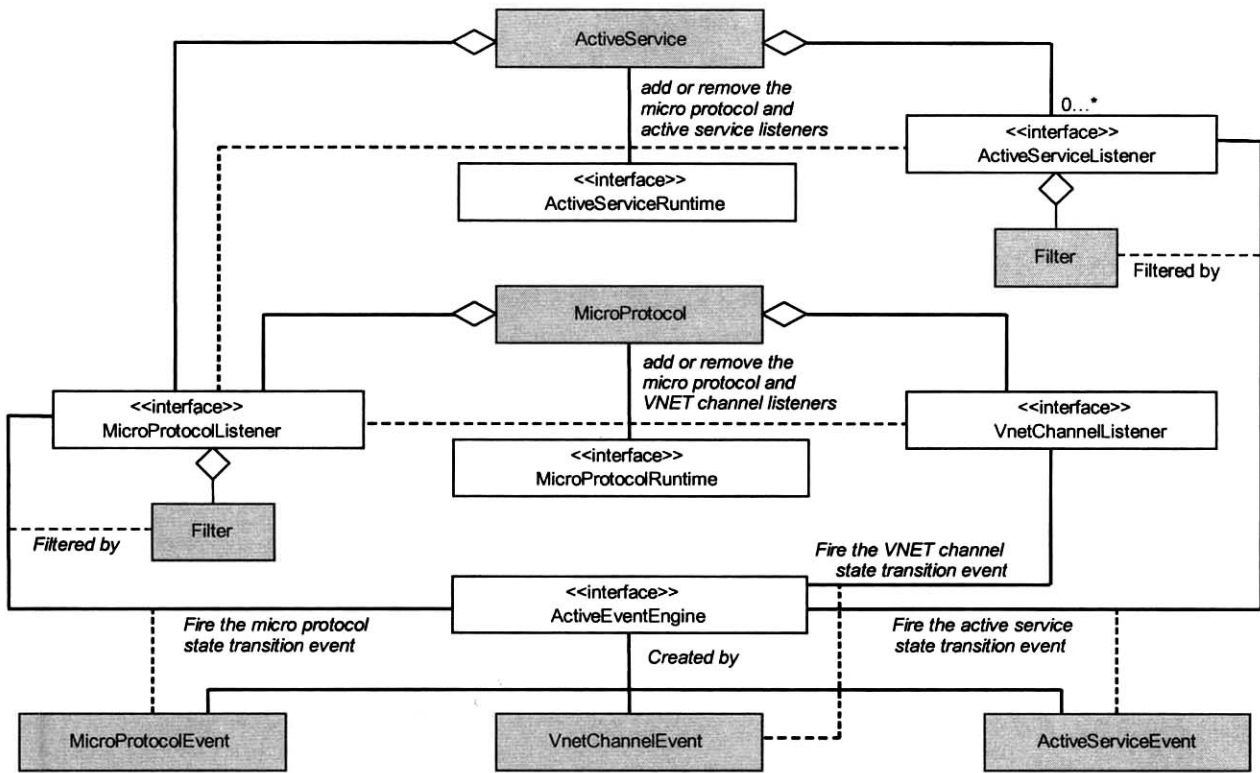 ActiveService
add or remove the
micro protocol and
active service listeners
0...*
<<interface>>
ActiveServiceListener
<<interface>>
ActiveServiceRuntime
Filter
Filtered by
MicroProtocol
add or remove the
micro protocol and
VNET channel listeners
<<interface>>
MicroProtocolListener
<<interface>>
VnetChannelListener
<<interface>>
MicroProtocolRuntime
Filter
Filtered by
Fire the VNET channel
state transition event
<<interface>>
ActiveEventEngine
Fire the micro protocol
state transition event
Fire the active service
state transition event
Created by
MicroProtocolEvent
VnetChannelEvent
ActiveServiceEvent